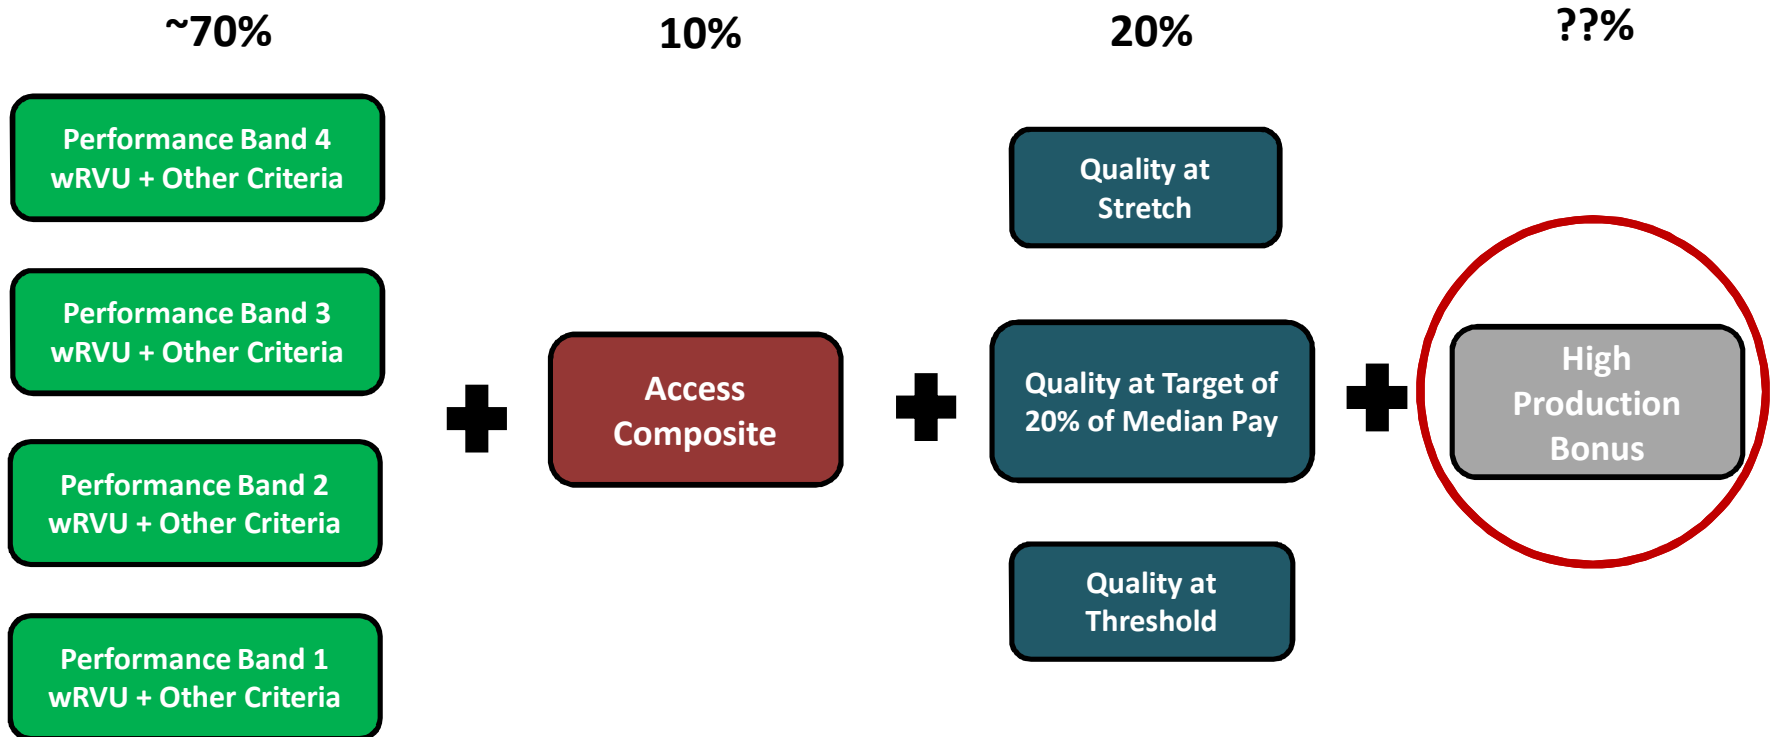 ~70%
10%
20%
??%
Performance Band 4
wRVU + Other Criteria
Performance Band 3
wRVU + Other Criteria
Performance Band 2
wRVU + Other Criteria
Performance Band 1
wRVU + Other Criteria
Access
Composite
Quality at
Stretch
Quality at Target of
20% of Median Pay
Quality at
Threshold
High
Production
Bonus